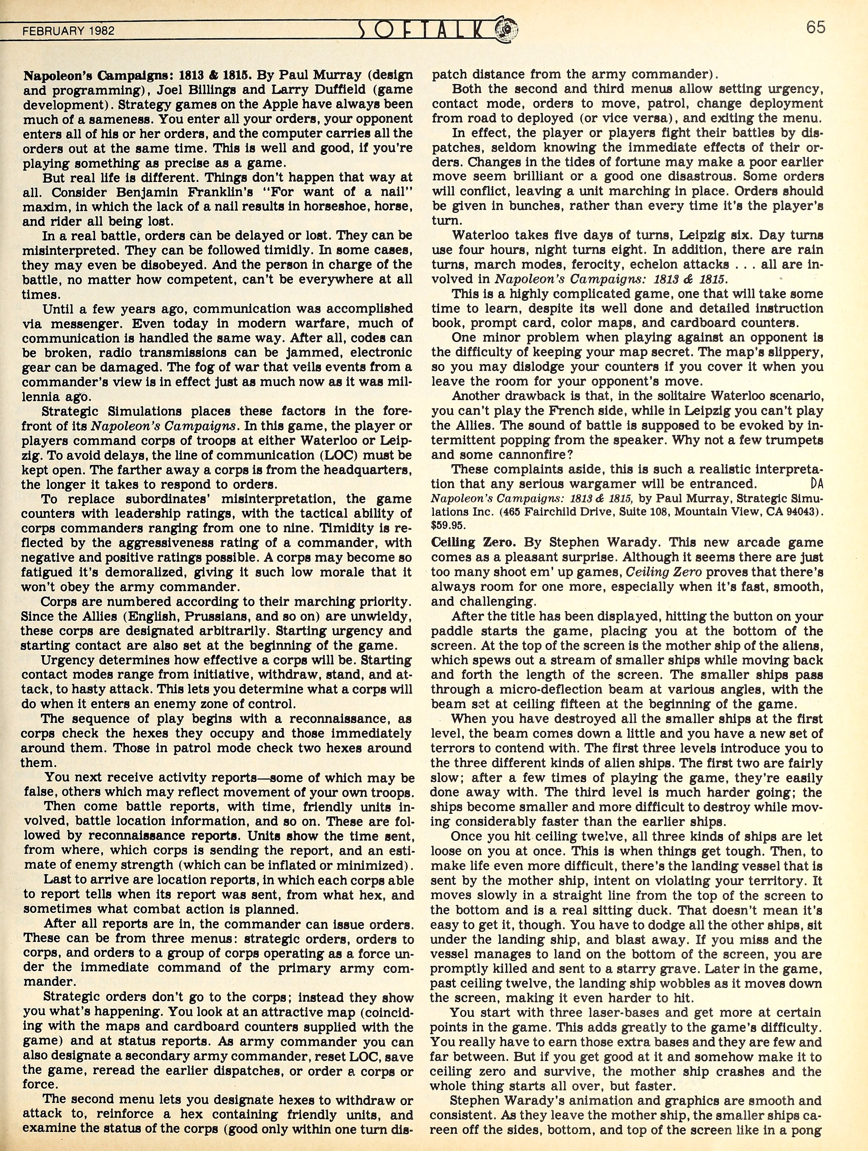 FEBRUARY 1982
SOFTALK
65
Napoleon's Campaigns: 1813 & 1815. By Paul Murray (design
and programming), Joel Billings and Larry Duffield (game
development). Strategy games on the Apple have always been
much of a sameness. You enter all your orders, your opponent
enters all of his or her orders, and the computer carries all the
orders out at the same time. This is well and good, if you're
playing something as precise as a game.
But real life is different. Things don't happen that way at
all. Consider Benjamin Franklin's "For want of a nail"
maxim, in which the lack of a nail results in horseshoe, horse,
and rider all being lost.
In a real battle, orders can be delayed or lost. They can be
misinterpreted. They can be followed timidly. In some cases,
they may even be disobeyed. And the person in charge of the
battle, no matter how competent, can't be everywhere at all
times.
Until a few years ago, communication was accomplished
via messenger. Even today in modern warfare, much of
communication is handled the same way. After all, codes can
be broken, radio transmissions can be jammed, electronic
gear can be damaged. The fog of war that veils events from a
commander's view is in effect just as much now as it was mil-
lennia ago.
Strategic Simulations places these factors in the fore-
front of its Napoleon's Campaigns. In this game, the player or
players command corps of troops at either Waterloo or Leip-
zig. To avoid delays, the line of communication (LOC) must be
kept open. The farther away a corps is from the headquarters,
the longer it takes to respond to orders.
To replace subordinates' misinterpretation, the game
counters with leadership ratings, with the tactical ability of
corps commanders ranging from one to nine. Timidity is re-
flected by the aggressiveness rating of a commander, with
negative and positive ratings possible. A corps may become so
fatigued it's demoralized, giving it such low morale that it
won't obey the army commander.
Corps are numbered according to their marching priority.
Since the Allies (English, Prussians, and so on) are unwieldy,
these corps are designated arbitrarily. Starting urgency and
starting contact are also set at the beginning of the game.
Urgency determines how effective a corps will be. Starting
contact modes range from initiative, withdraw, stand, and at-
tack, to hasty attack. This lets you determine what a corps will
do when it enters an enemy zone of control.
The sequence of play begins with a reconnaissance, as
corps check the hexes they occupy and those immediately
around them. Those in patrol mode check two hexes around
them.
You next receive activity reports—some of which may be
false, others which may reflect movement of your own troops.
Then come battle reports, with time, friendly units in-
volved, battle location information, and so on. These are fol-
lowed by reconnaissance reports. Units show the time sent,
from where, which corps is sending the report, and an esti-
mate of enemy strength (which can be inflated or minimized).
Last to arrive are location reports, in which each corps able
to report tells when its report was sent, from what hex, and
sometimes what combat action is planned.
After all reports are in, the commander can issue orders.
These can be from three menus: strategic orders, orders to
corps, and orders to a group of corps operating as a force un-
der the immediate command of the primary army com-
mander.
Strategic orders don't go to the corps; instead they show
you what's happening. You look at an attractive map (coincid-
ing with the maps and cardboard counters supplied with the
game) and at status reports. As army commander you can
also designate a secondary army commander, reset LOC, save
the game, reread the earlier dispatches, or order a corps or
force.
The second menu lets you designate hexes to withdraw or
attack to, reinforce a hex containing friendly units, and
examine the status of the corps (good only within one turn dis-
patch distance from the army commander).
Both the second and third menus allow setting urgency,
contact mode, orders to move, patrol, change deployment
from road to deployed (or vice versa), and exiting the menu.
In effect, the player or players fight their battles by dis-
patches, seldom knowing the immediate effects of their or-
ders. Changes in the tides of fortune may make a poor earlier
move seem brilliant or a good one disastrous. Some orders
will conflict, leaving a unit marching in place. Orders should
be given in bunches, rather than every time it's the player's
turn.
Waterloo takes five days of turns, Leipzig six. Day turns
use four hours, night turns eight. In addition, there are rain
turns, march modes, ferocity, echelon attacks . . . all are in-
volved in Napoleon's Campaigns: 1813 & 1815.
This is a highly complicated game, one that will take some
time to learn, despite its well done and detailed instruction
book, prompt card, color maps, and cardboard counters.
One minor problem when playing against an opponent is
the difficulty of keeping your map secret. The map's slippery,
so you may dislodge your counters if you cover it when you
leave the room for your opponent's move.
Another drawback is that, in the solitaire Waterloo scenario,
you can't play the French side, while in Leipzig you can't play
the Allies. The sound of battle is supposed to be evoked by in-
termittent popping from the speaker. Why not a few trumpets
and some cannonfire?
These complaints aside, this is such a realistic interpreta-
tion that any serious wargamer will be entranced. DA
Napoleon's Campaigns: 1813 & 1815, by Paul Murray, Strategic Simu-
lations Inc. (465 Fairchild Drive, Suite 108, Mountain View, CA 94043).
$59.95.
Ceiling Zero. By Stephen Warady. This new arcade game
comes as a pleasant surprise. Although it seems there are just
too many shoot em' up games, Ceiling Zero proves that there's
always room for one more, especially when it's fast, smooth,
and challenging.
After the title has been displayed, hitting the button on your
paddle starts the game, placing you at the bottom of the
screen. At the top of the screen is the mother ship of the aliens,
which spews out a stream of smaller ships while moving back
and forth the length of the screen. The smaller ships pass
through a micro-deflection beam at various angles, with the
beam set at ceiling fifteen at the beginning of the game.
When you have destroyed all the smaller ships at the first
level, the beam comes down a little and you have a new set of
terrors to contend with. The first three levels introduce you to
the three different kinds of alien ships. The first two are fairly
slow; after a few times of playing the game, they're easily
done away with. The third level is much harder going; the
ships become smaller and more difficult to destroy while mov-
ing considerably faster than the earlier ships.
Once you hit ceiling twelve, all three kinds of ships are let
loose on you at once. This is when things get tough. Then, to
make life even more difficult, there's the landing vessel that is
sent by the mother ship, intent on violating your territory. It
moves slowly in a straight line from the top of the screen to
the bottom and is a real sitting duck. That doesn't mean it's
easy to get it, though. You have to dodge all the other ships, sit
under the landing ship, and blast away. If you miss and the
vessel manages to land on the bottom of the screen, you are
promptly killed and sent to a starry grave. Later in the game,
past ceiling twelve, the landing ship wobbles as it moves down
the screen, making it even harder to hit.
You start with three laser-bases and get more at certain
points in the game. This adds greatly to the game's difficulty.
You really have to earn those extra bases and they are few and
far between. But if you get good at it and somehow make it to
ceiling zero and survive, the mother ship crashes and the
whole thing starts all over, but faster.
Stephen Warady's animation and graphics are smooth and
consistent. As they leave the mother ship, the smaller ships ca-
reen off the sides, bottom, and top of the screen like in a pong